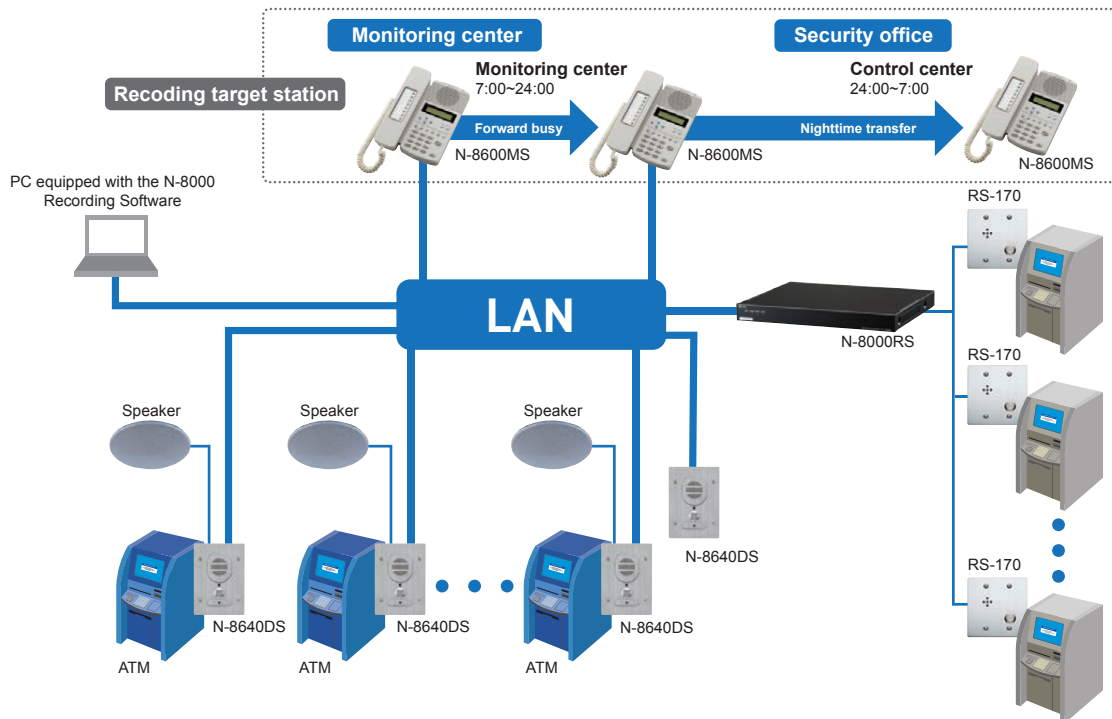 Monitoring center
Security office
Recoding target station
Monitoring center
7:00~24:00
Control center
24:00~7:00
Forward busy
Nighttime transfer
N-8600MS
N-8600MS
N-8600MS
PC equipped with the N-8000
Recording Software
RS-170
LAN
N-8000RS
RS-170
Speaker
Speaker
Speaker
N-8640DS
RS-170
N-8640DS
N-8640DS
N-8640DS
ATM
ATM
ATM